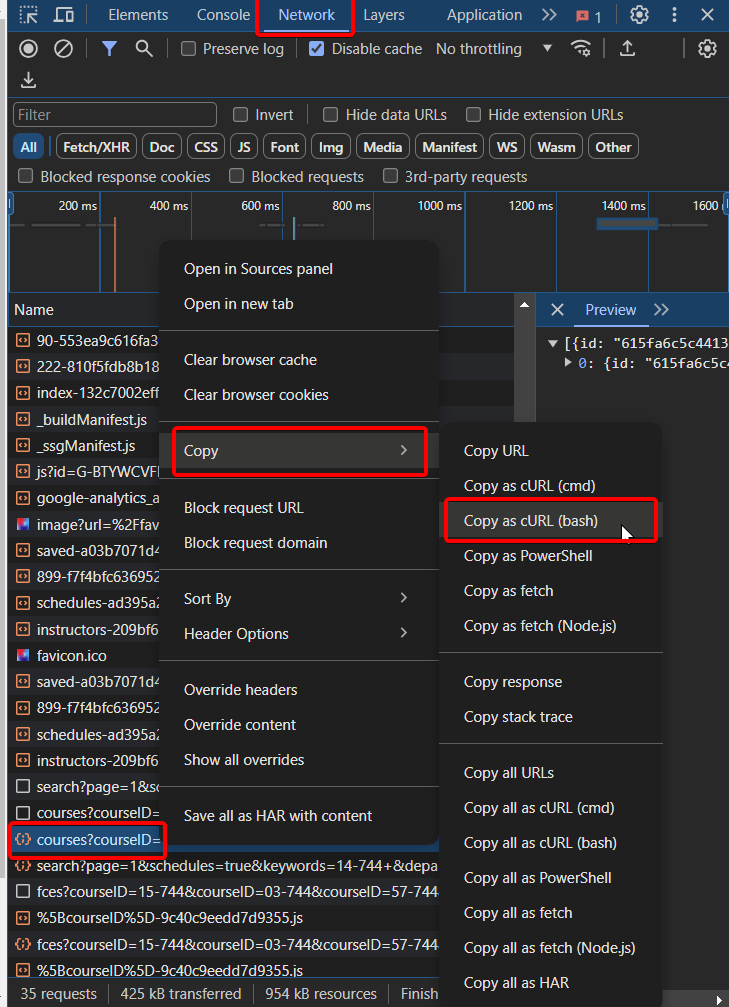 Elements Console Network Layers Application 1
Preserve log Disable cache No throttling
Filter Invert Hide data URLs Hide extension URLs
All Fetch/XHR Doc CSS JS Font Img Media Manifest WS Wasm Other
Blocked response cookies Blocked requests 3rd-party requests
200 ms 400 ms 600 ms 800 ms 1000 ms 1200 ms 1400 ms 1600
Name
90-553ea9c616fa3
222-810f5fdb8b18
index-132c7002eff
_buildManifest.js
_ssgManifest.js
js?id=G-BTYWCVF
google-analytics_a
image?url=%2Ffav
saved-a03b7071d4
899-f7f4bfc636952
schedules-ad395a2
instructors-209bf6
favicon.ico
saved-a03b7071d4
899-f7f4bfc636952
schedules-ad395a2
instructors-209bf6
search?page=1&sc
courses?courseID=
courses?courseID=
search?page=1&schedules=true&keywords=14-744+&depa
fces?courseID=15-744&courseID=03-744&courseID=57-744
%5BcourseID%5D-9c40c9eedd7d9355.js
fces?courseID=15-744&courseID=03-744&courseID=57-744
%5BcourseID%5D-9c40c9eedd7d9355.js
35 requests 425 kB transferred 954 kB resources Finish
Preview
[{id: "615fa6c5c4413
0: {id: "615fa6c5c4
Open in Sources panel
Open in new tab
Clear browser cache
Clear browser cookies
Copy
Block request URL
Block request domain
Sort By
Header Options
Override headers
Override content
Show all overrides
Save all as HAR with content
Copy URL
Copy as cURL (cmd)
Copy as cURL (bash)
Copy as PowerShell
Copy as fetch
Copy as fetch (Node.js)
Copy response
Copy stack trace
Copy all URLs
Copy all as cURL (cmd)
Copy all as cURL (bash)
Copy all as PowerShell
Copy all as fetch
Copy all as fetch (Node.js)
Copy all as HAR